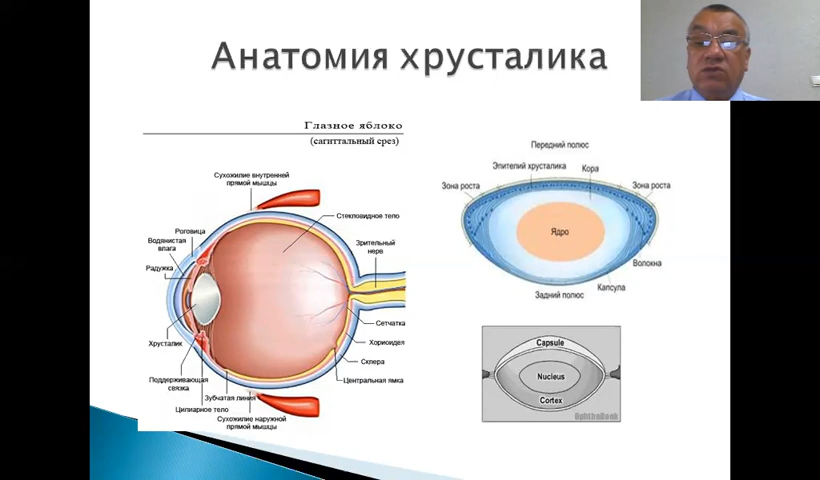 Анатомия хрусталика
Глазное яблоко
(сагиттальный срез)
Сухожилие внутренней
прямой мышцы
Стекловидное тело
Роговица
Водянистая
влага
Зрительный
нерв
Радужка
Хрусталик
Сетчатка
Хориоидея
Склера
Поддерживающая
связка
Центральная ямка
Зубчатая линия
Цилиарное тело
Сухожилие наружной
прямой мышцы
Передний полюс
Эпителий хрусталика
Кора
Зона роста
Зона роста
Ядро
Волокна
Капсула
Задний полюс
Capsule
Nucleus
Cortex
OphthoBook